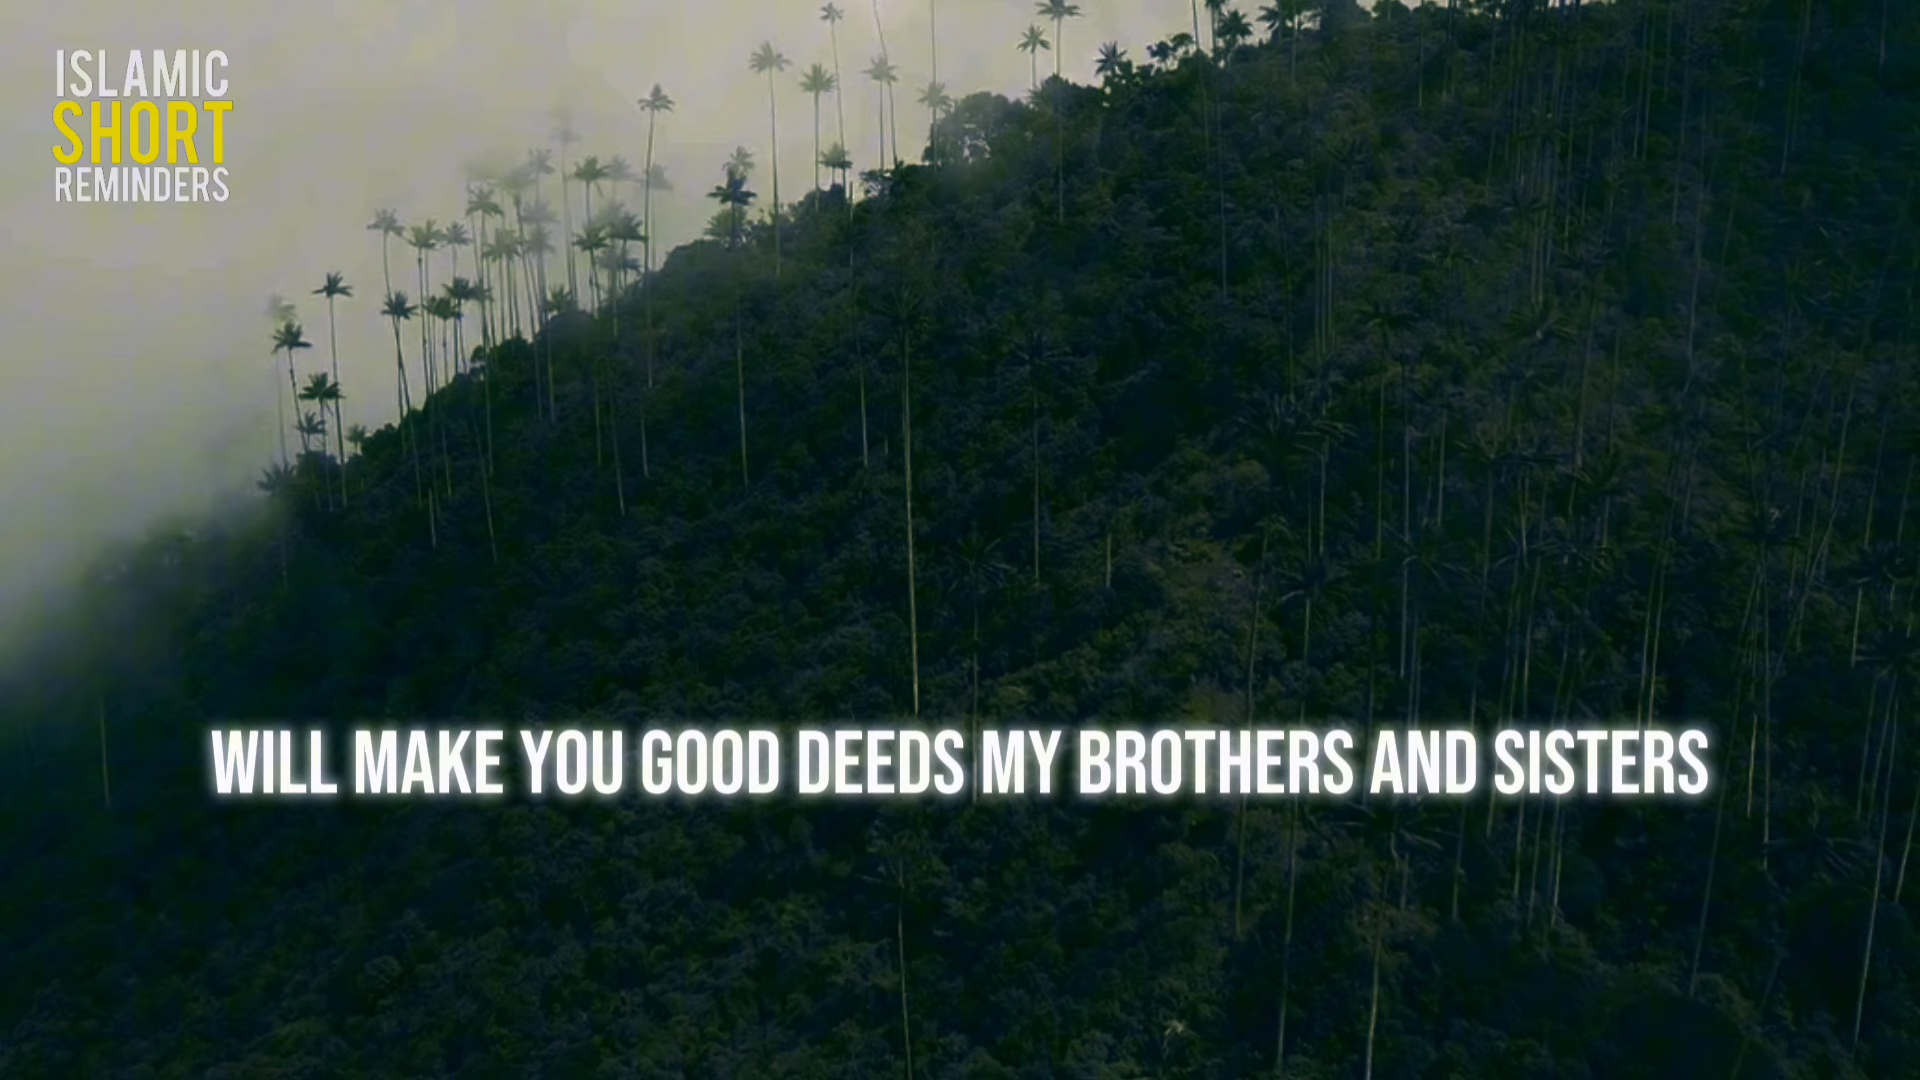 ISLAMIC
SHORT
REMINDERS
WILL MAKE YOU GOOD DEEDS MY BROTHERS AND SISTERS